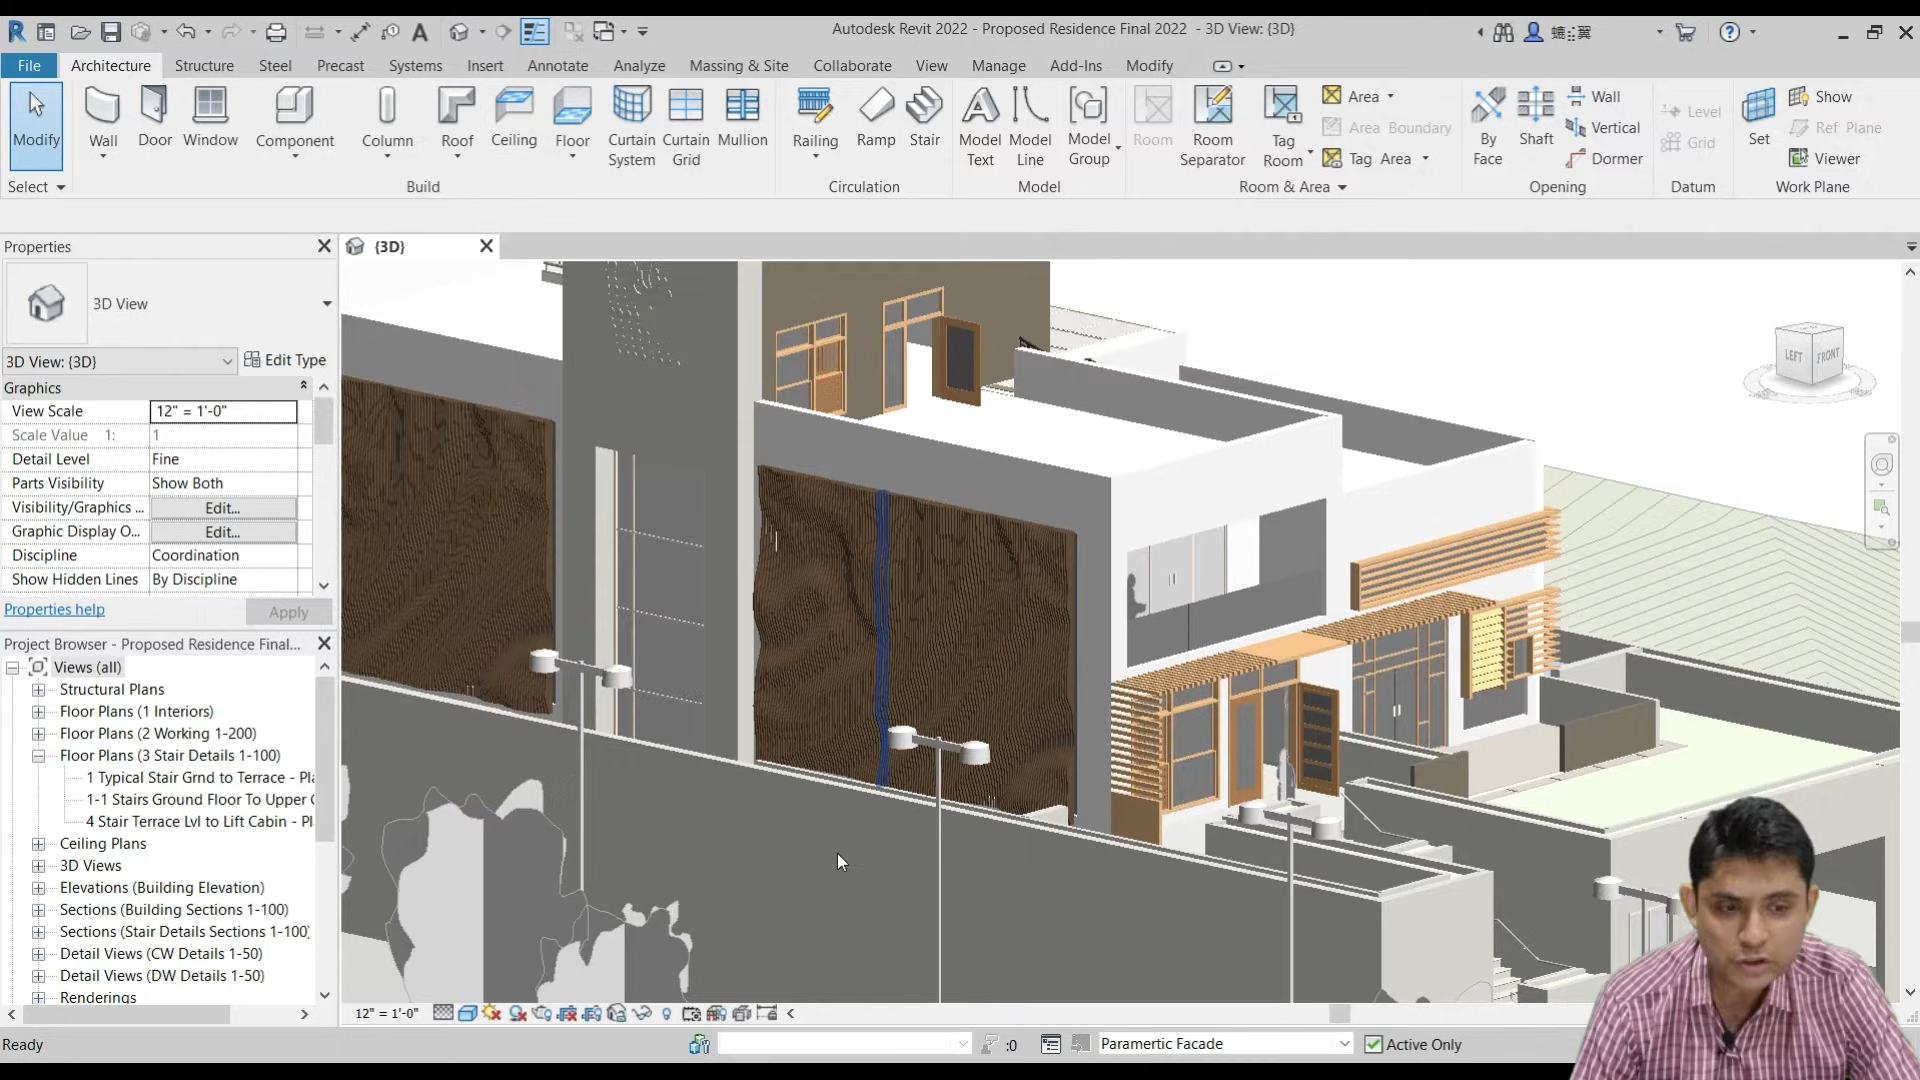 Autodesk Revit 2022 - Proposed Residence Final 2022 - 3D View: {3D}
File Architecture Structure Steel Precast Systems Insert Annotate Analyze Massing & Site Collaborate View Manage Add-Ins Modify
Modify Wall Door Window Component Column Roof Ceiling Floor Curtain System Curtain Grid Mullion Railing Ramp Stair Model Text Model Line Model Group Room Room Separator Tag Room
Area
Area Boundary
Tag Area
By Face Shaft
Wall
Vertical
Dormer
Level
Grid
Set
Show
Ref Plane
Viewer
Select Build Circulation Model Room & Area Opening Datum Work Plane
Properties
{3D}
3D View
3D View: {3D} Edit Type
Graphics
View Scale 12" = 1'-0"
Scale Value 1: 1
Detail Level Fine
Parts Visibility Show Both
Visibility/Graphics ... Edit...
Graphic Display O... Edit...
Discipline Coordination
Show Hidden Lines By Discipline
Properties help Apply
Project Browser - Proposed Residence Final...
Views (all)
Structural Plans
Floor Plans (1 Interiors)
Floor Plans (2 Working 1-200)
Floor Plans (3 Stair Details 1-100)
1 Typical Stair Grnd to Terrace - Pla
1-1 Stairs Ground Floor To Upper
4 Stair Terrace Lvl to Lift Cabin - Pl
Ceiling Plans
3D Views
Elevations (Building Elevation)
Sections (Building Sections 1-100)
Sections (Stair Details Sections 1-100)
Detail Views (CW Details 1-50)
Detail Views (DW Details 1-50)
Renderings
LEFT FRONT
12" = 1'-0"
Ready
:0
Paramertic Facade
Active Only